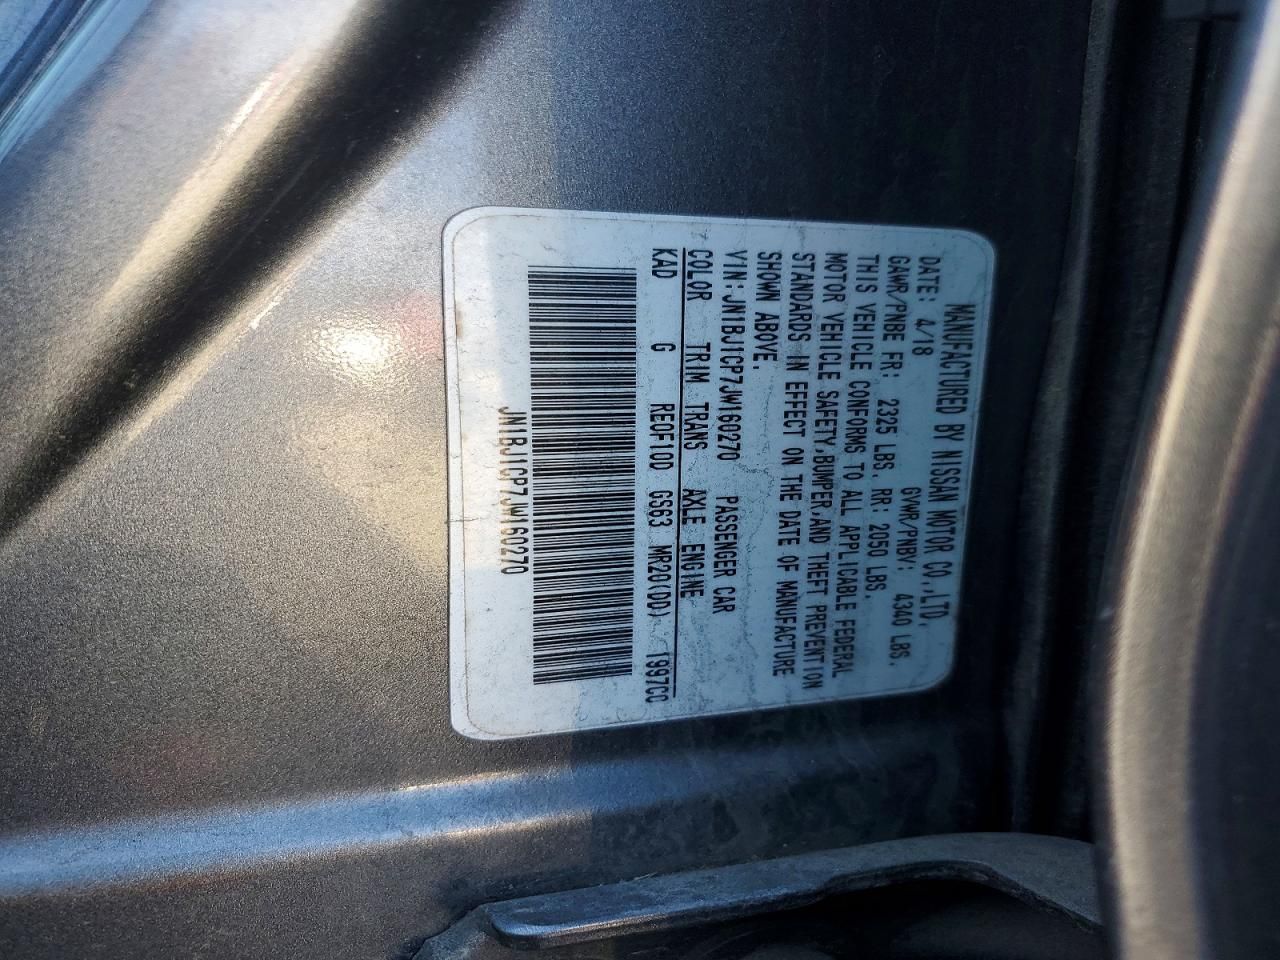 MANUFACTURED BY NISSAN MOTOR CO.,LTD.
DATE: 4/18 GVWR/PNBV: 4340 LBS.
GAWR/PNBE FR: 2325 LBS. RR: 2050 LBS.
THIS VEHICLE CONFORMS TO ALL APPLICABLE FEDERAL
MOTOR VEHICLE SAFETY,BUMPER,AND THEFT PREVENTION
STANDARDS IN EFFECT ON THE DATE OF MANUFACTURE
SHOWN ABOVE.
VIN:JN1BJ1CP7JW160270 PASSENGER CAR
COLOR TRIM TRANS AXLE ENGINE
KAD G RE0F10D GS63 MR20(DD) 1997CC
JN1BJ1CP7JW160270